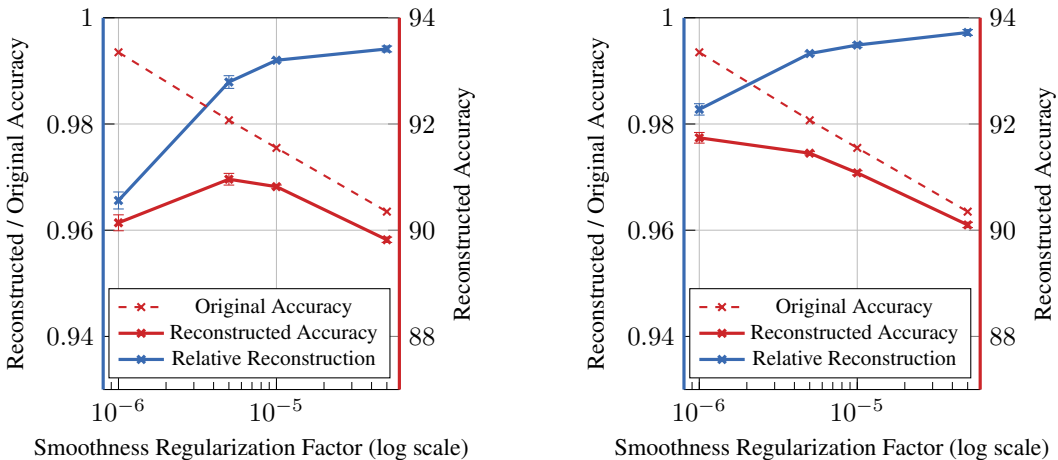 1
0.98
0.96
0.94
Reconstructed / Original Accuracy
94
92
90
88
Reconstructed Accuracy
Original Accuracy
Reconstructed Accuracy
Relative Reconstruction
10⁻⁶
10⁻⁵
Smoothness Regularization Factor (log scale)
1
0.98
0.96
0.94
Reconstructed / Original Accuracy
94
92
90
88
Reconstructed Accuracy
Original Accuracy
Reconstructed Accuracy
Relative Reconstruction
10⁻⁶
10⁻⁵
Smoothness Regularization Factor (log scale)